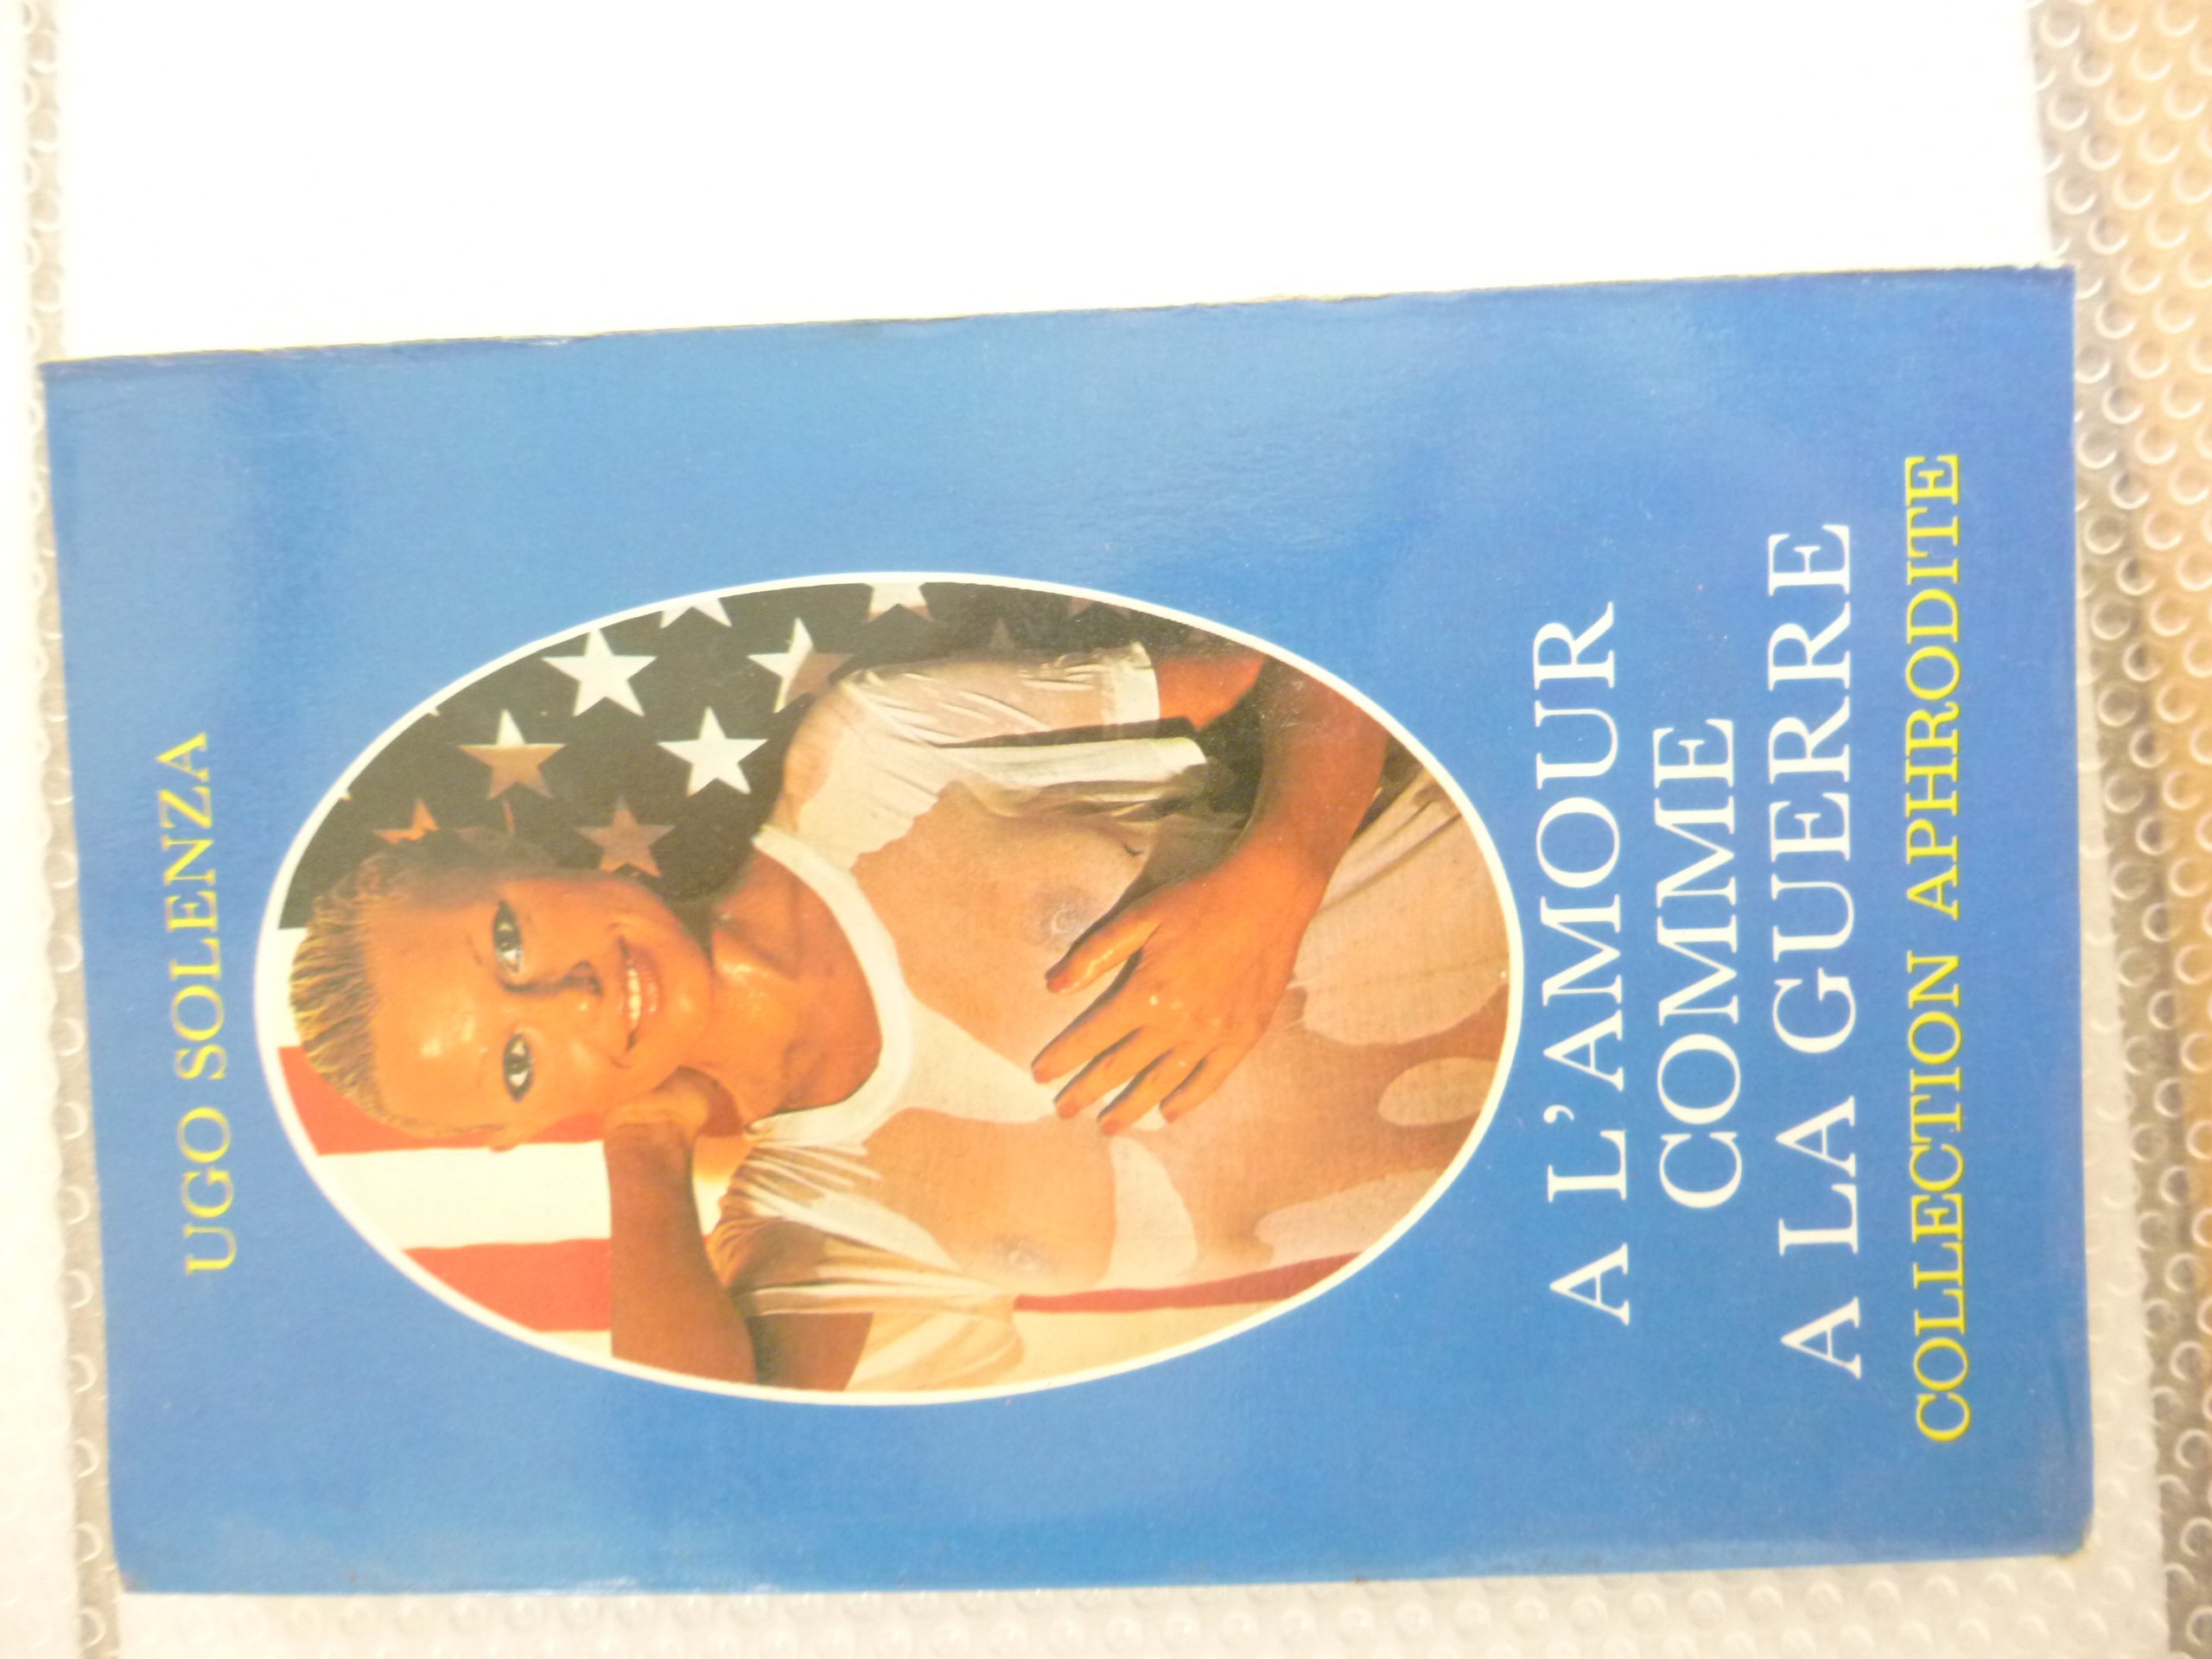 UGO SOLENZA
A L'AMOUR
COMME
A LA GUERRE
COLLECTION APHRODITE